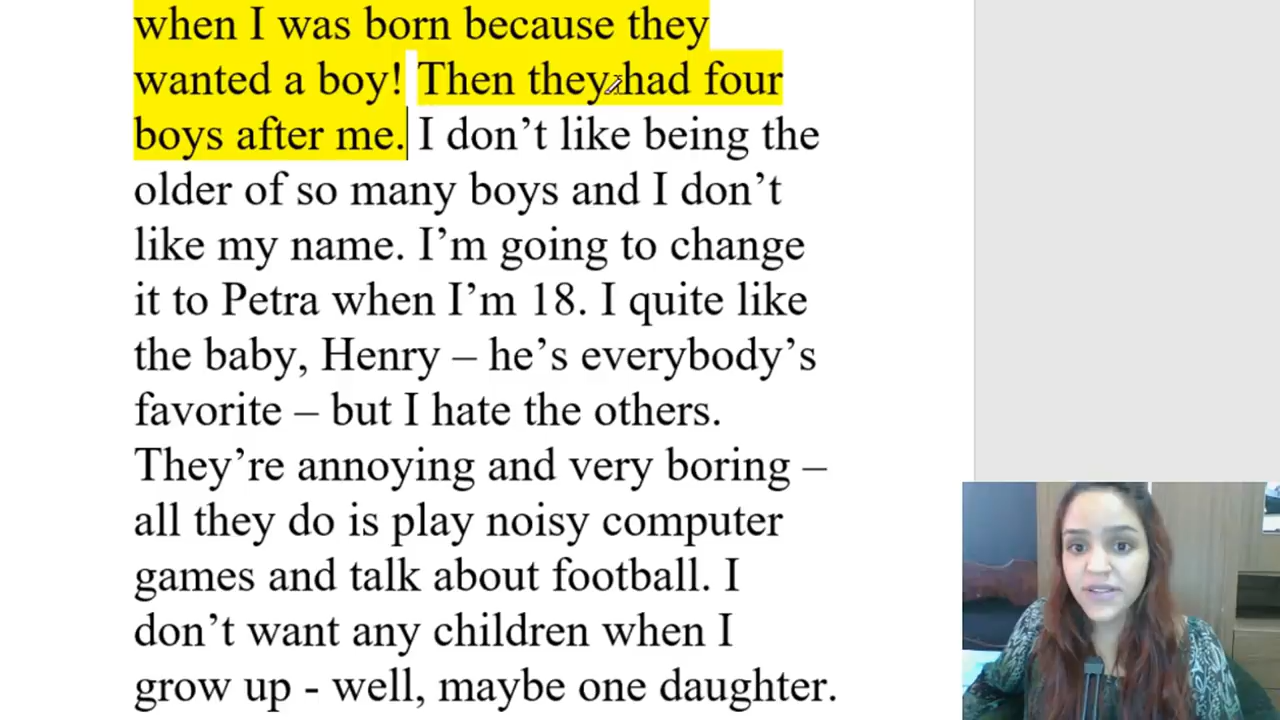 when I was born because they
wanted a boy! Then they had four
boys after me. I don’t like being the
older of so many boys and I don’t
like my name. I’m going to change
it to Petra when I’m 18. I quite like
the baby, Henry – he’s everybody’s
favorite – but I hate the others.
They’re annoying and very boring –
all they do is play noisy computer
games and talk about football. I
don’t want any children when I
grow up - well, maybe one daughter.